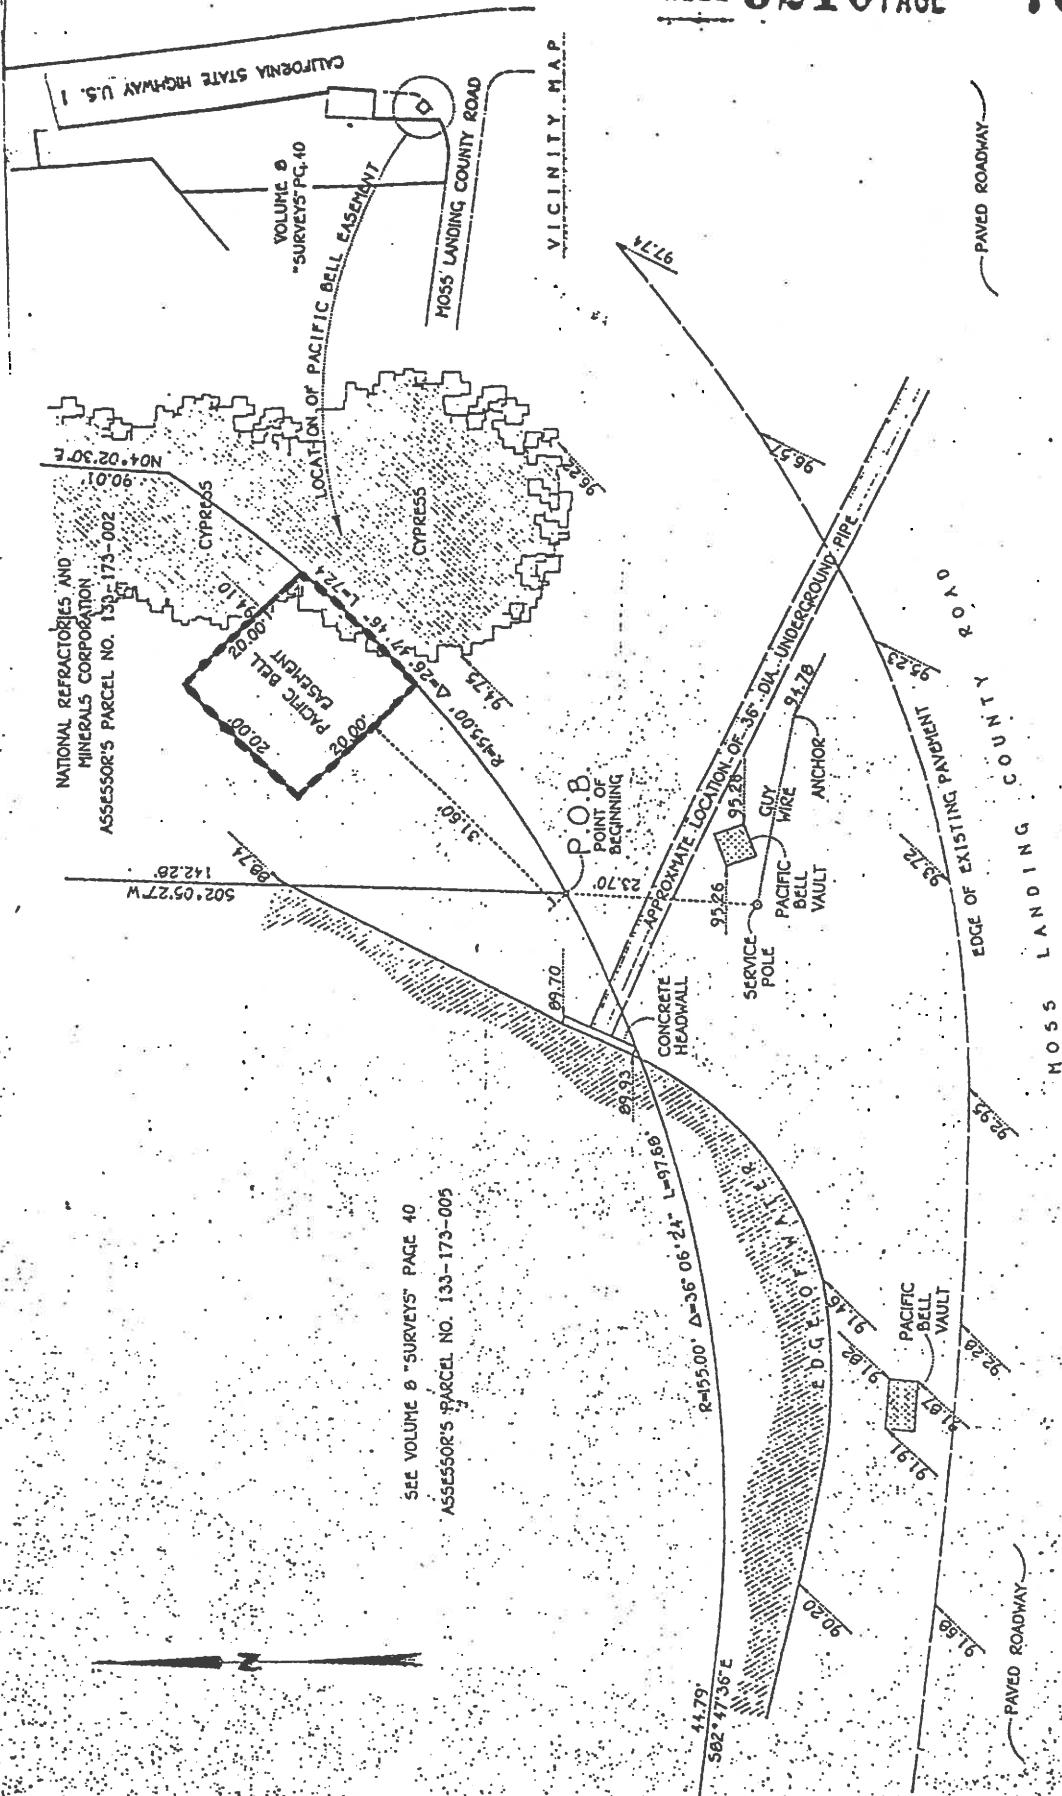 PAGE
CALIFORNIA STATE HIGHWAY U.S. 1
VOLUME 8
"SURVEYS" PG. 40
MOSS LANDING COUNTY ROAD
VICINITY MAP
LOCATION OF PACIFIC BELL EASEMENT
PAVED ROADWAY
97.74
NATIONAL REFRACTORIES AND
MINERALS CORPORATION
ASSESSOR'S PARCEL NO. 133-173-002
N04°02'30"E
90.01'
CYPRESS
CYPRESS
96.22
96.57
94.10
20.00'
20.00'
20.00'
PACIFIC BELL
EASEMENT
R=155.00' Δ=26°47'46" L=72.4
94.75
31.60'
P.O.B.
POINT OF
BEGINNING
S02°05'27"W
142.28'
88.74
23.70'
APPROXMATE LOCATION OF 36" DIA. UNDERGROUND PIPE
95.26
95.26
GUY
WIRE
94.78
ANCHOR
PACIFIC
BELL
VAULT
SERVICE
POLE
95.23
93.72
EDGE OF EXISTING PAVEMENT
MOSS LANDING COUNTY ROAD
89.70
CONCRETE
HEADWALL
89.93
92.95
R=155.00' Δ=36°06'24" L=97.68'
EDGE OF WATER
SEE VOLUME 8 "SURVEYS" PAGE 40
ASSESSOR'S PARCEL NO. 133-173-005
91.46
91.82
PACIFIC
BELL
VAULT
91.87
91.91
92.28
N
90.20
91.68
44.79'
S82°47'36"E
PAVED ROADWAY